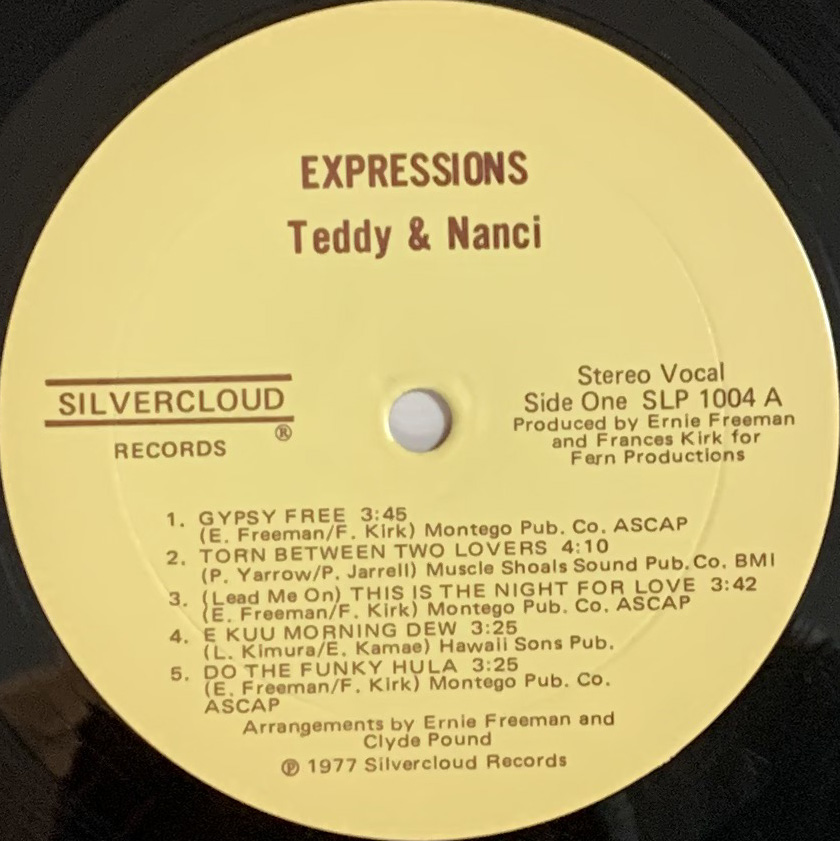 EXPRESSIONS
Teddy & Nanci
SILVERCLOUD
®
RECORDS
Stereo Vocal
Side One SLP 1004 A
Produced by Ernie Freeman
and Frances Kirk for
Fern Productions
1. GYPSY FREE 3:45
(E. Freeman/F. Kirk) Montego Pub. Co. ASCAP
2. TORN BETWEEN TWO LOVERS 4:10
(P. Yarrow/P. Jarrell) Muscle Shoals Sound Pub. Co. BMI
3. (Lead Me On) THIS IS THE NIGHT FOR LOVE 3:42
(E. Freeman/F. Kirk) Montego Pub. Co. ASCAP
4. E KUU MORNING DEW 3:25
(L. Kimura/E. Kamae) Hawaii Sons Pub.
5. DO THE FUNKY HULA 3:25
(E. Freeman/F. Kirk) Montego Pub. Co.
ASCAP
Arrangements by Ernie Freeman and
Clyde Pound
℗ 1977 Silvercloud Records